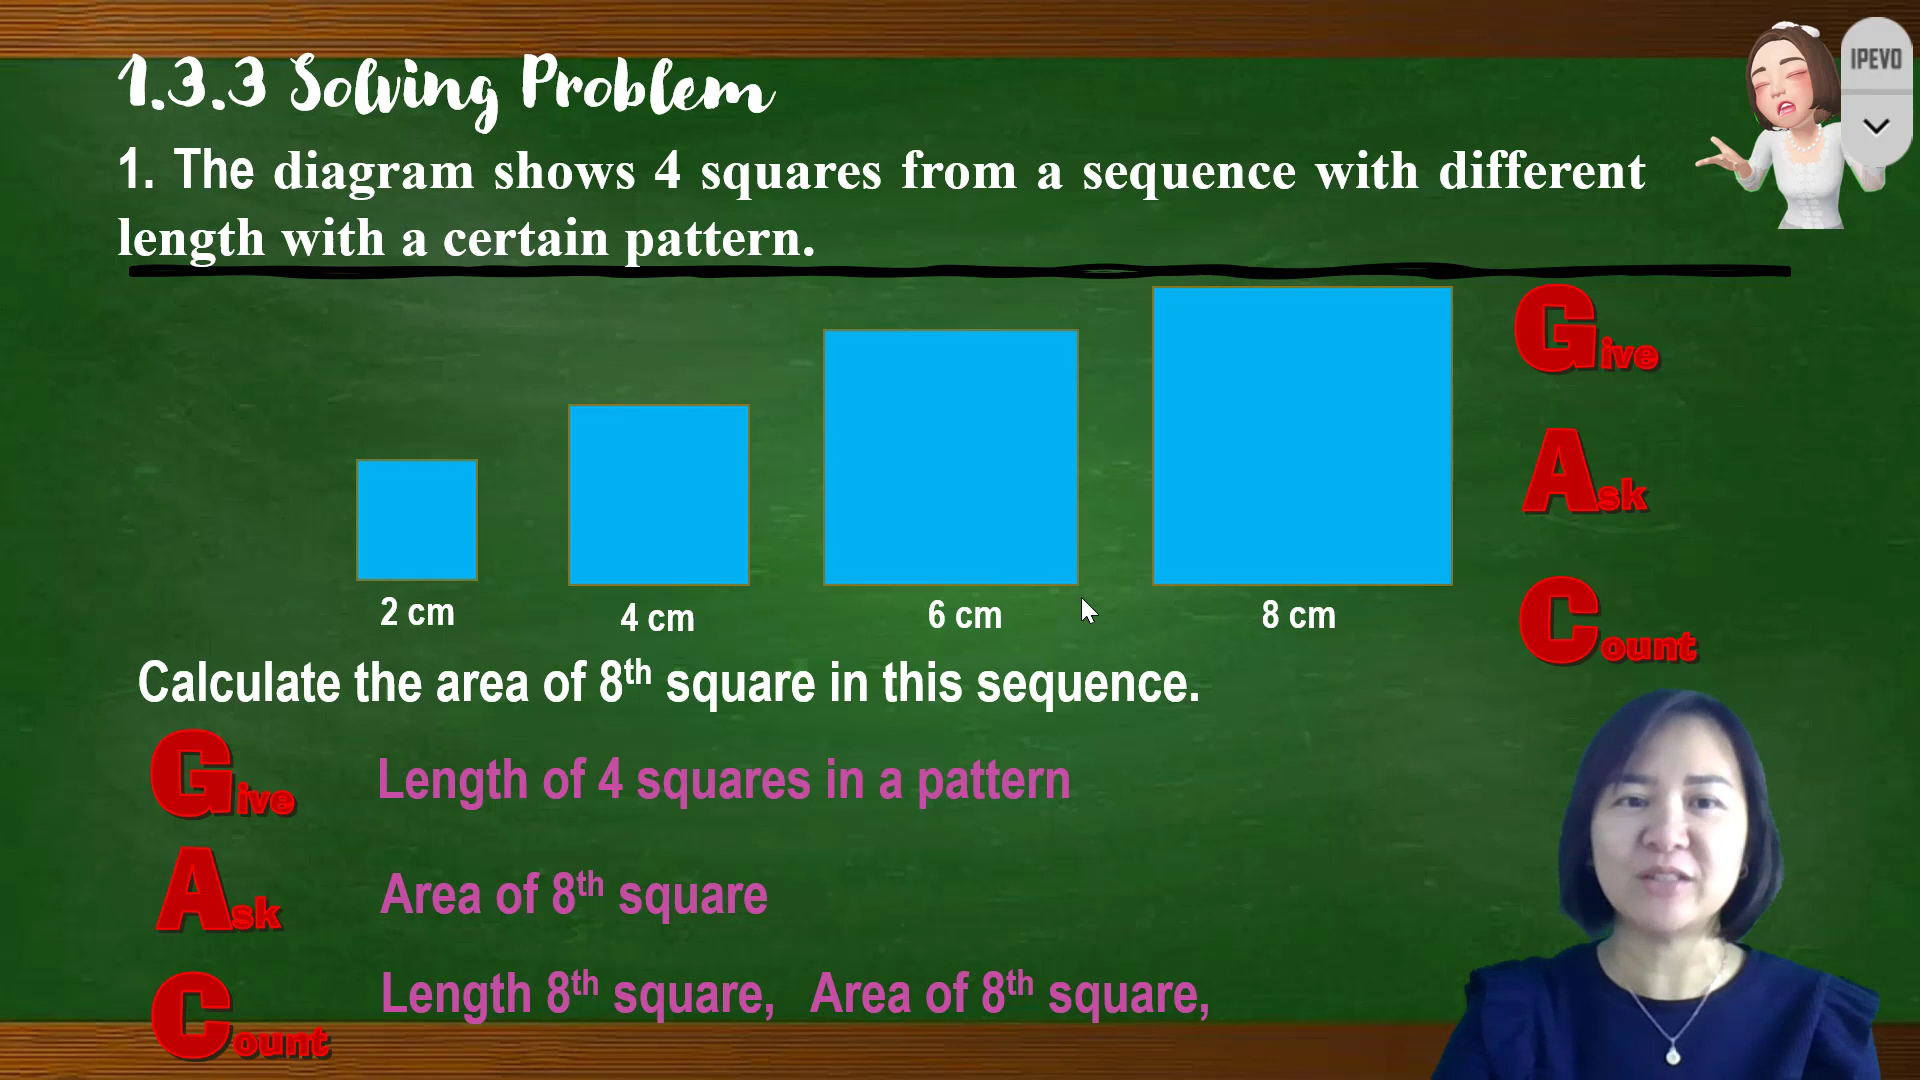 1.3.3 Solving Problem
IPEVO
1. The diagram shows 4 squares from a sequence with different
length with a certain pattern.
Give
Ask
Count
2 cm
4 cm
6 cm
8 cm
Calculate the area of 8th square in this sequence.
Give Length of 4 squares in a pattern
Ask Area of 8th square
Count Length 8th square, Area of 8th square,